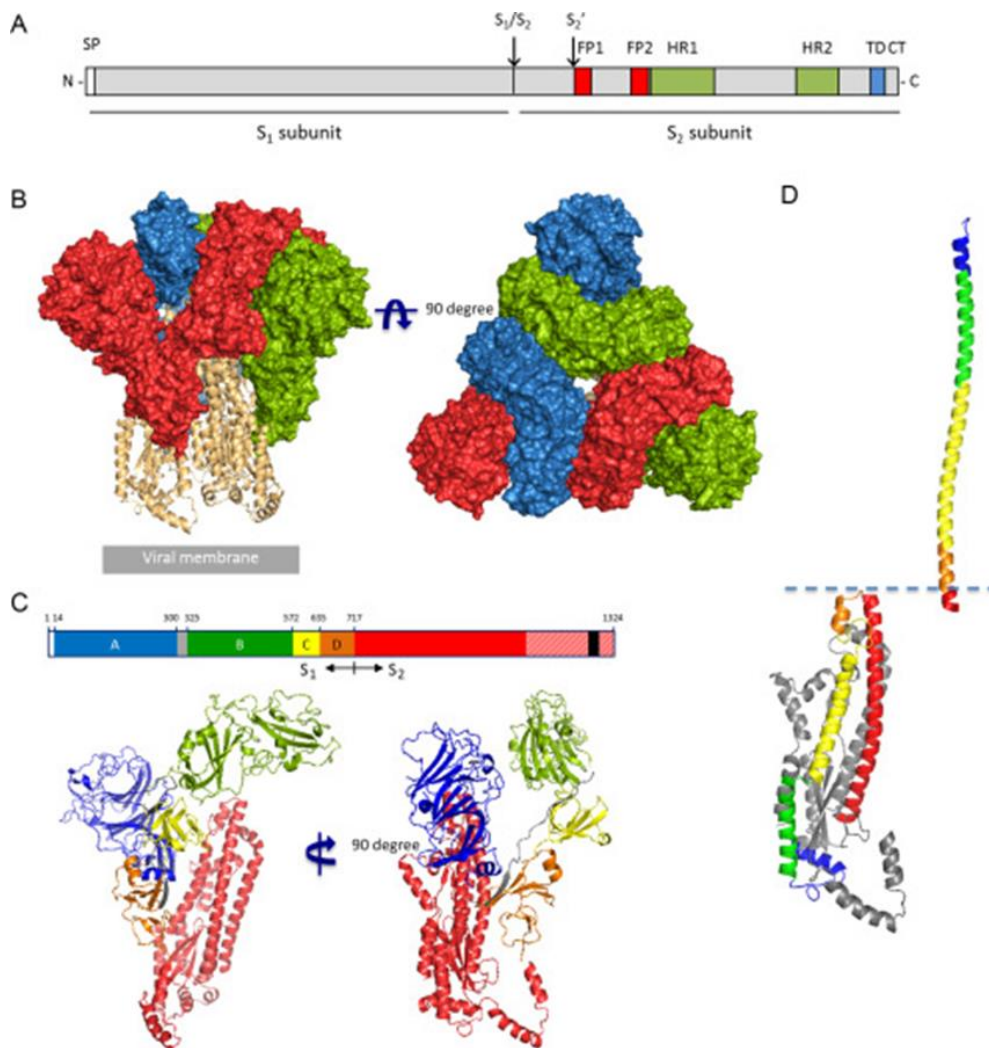 A
S₁/S₂ S₂’
SP FP1 FP2 HR1 HR2 TD CT
N - - C
S₁ subunit S₂ subunit
B
90 degree
Viral membrane
C
1 14 300 325 572 635 717 1324
A B C D
S₁ S₂
90 degree
D